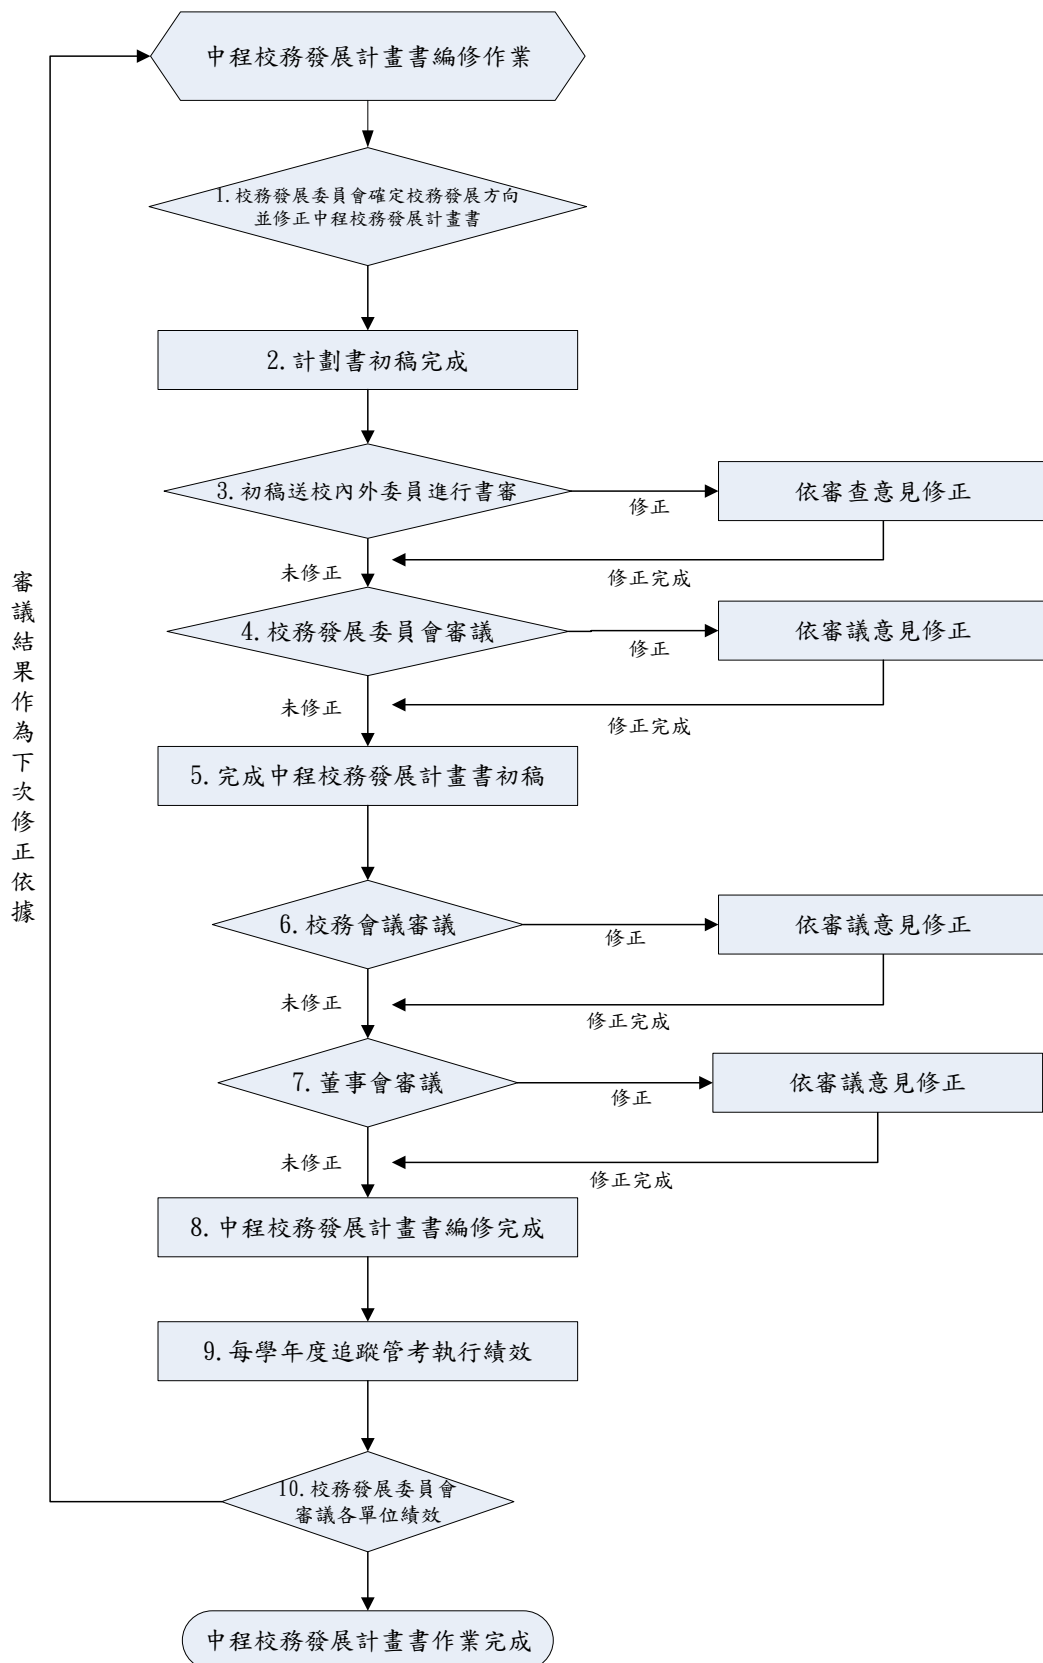 中程校務發展計畫書編修作業
1.校務發展委員會確定校務發展方向
並修正中程校務發展計畫書
2.計劃書初稿完成
3.初稿送校內外委員進行書審
修正
依審查意見修正
未修正
修正完成
4.校務發展委員會審議
修正
依審議意見修正
未修正
修正完成
5.完成中程校務發展計畫書初稿
6.校務會議審議
修正
依審議意見修正
未修正
修正完成
7.董事會審議
修正
依審議意見修正
未修正
修正完成
8.中程校務發展計畫書編修完成
9.每學年度追蹤管考執行績效
10.校務發展委員會
審議各單位績效
中程校務發展計畫書作業完成
審議結果作為下次修正依據